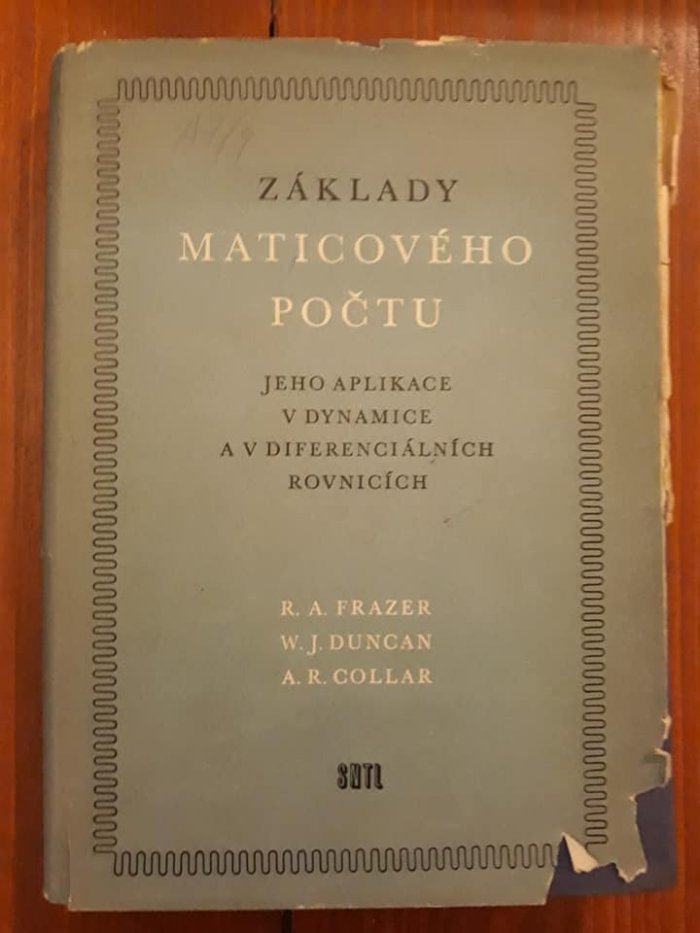 ZÁKLADY
MATICOVÉHO
POČTU
JEHO APLIKACE
V DYNAMICE
A V DIFERENCIÁLNÍCH
ROVNICÍCH
R. A. FRAZER
W. J. DUNCAN
A. R. COLLAR
SNTL